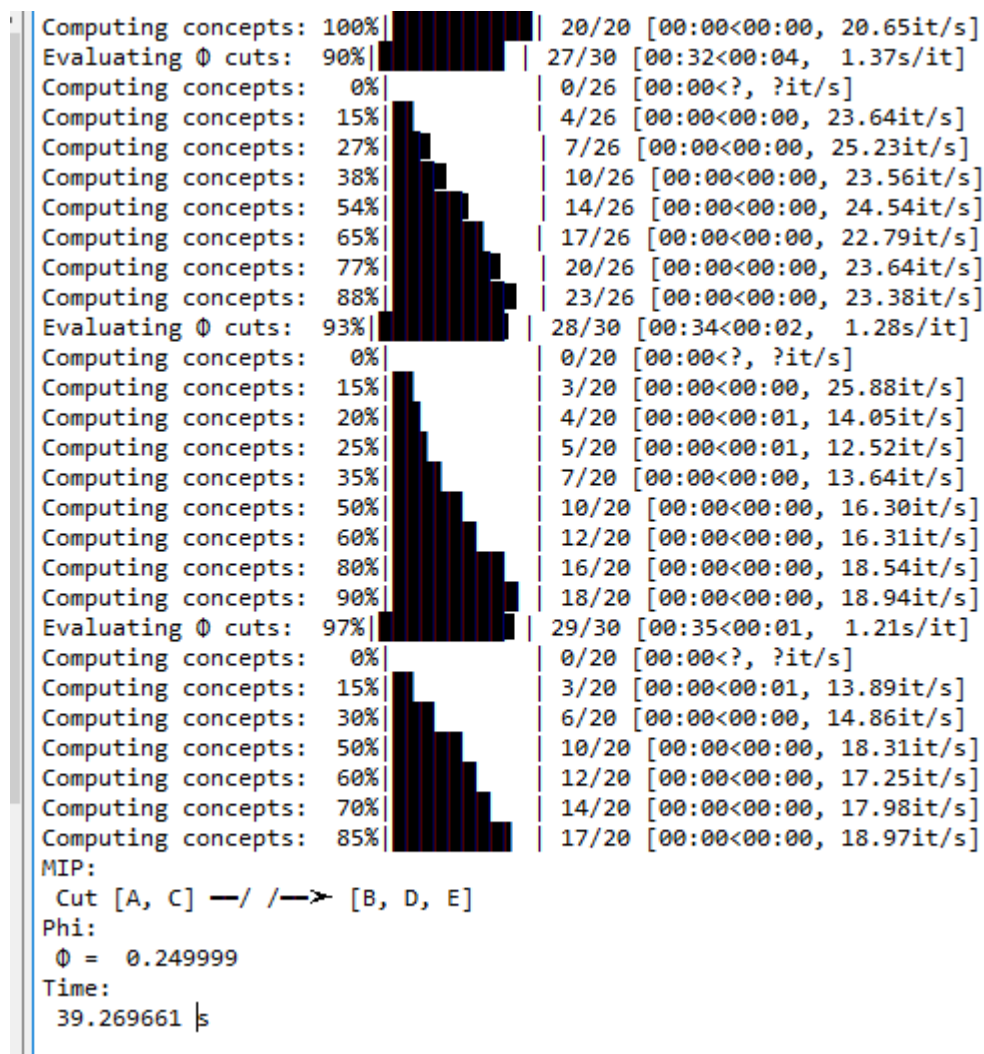 Computing concepts: 100%|██████████| 20/20 [00:00<00:00, 20.65it/s]
Evaluating Φ cuts:  90%|█████████ | 27/30 [00:32<00:04,  1.37s/it]
Computing concepts:   0%|          | 0/26 [00:00<?, ?it/s]
Computing concepts:  15%|█▌        | 4/26 [00:00<00:00, 23.64it/s]
Computing concepts:  27%|██▋       | 7/26 [00:00<00:00, 25.23it/s]
Computing concepts:  38%|███▊      | 10/26 [00:00<00:00, 23.56it/s]
Computing concepts:  54%|█████▍    | 14/26 [00:00<00:00, 24.54it/s]
Computing concepts:  65%|██████▌   | 17/26 [00:00<00:00, 22.79it/s]
Computing concepts:  77%|███████▋  | 20/26 [00:00<00:00, 23.64it/s]
Computing concepts:  88%|████████▊ | 23/26 [00:00<00:00, 23.38it/s]
Evaluating Φ cuts:  93%|█████████▎| 28/30 [00:34<00:02,  1.28s/it]
Computing concepts:   0%|          | 0/20 [00:00<?, ?it/s]
Computing concepts:  15%|█▌        | 3/20 [00:00<00:00, 25.88it/s]
Computing concepts:  20%|██        | 4/20 [00:00<00:01, 14.05it/s]
Computing concepts:  25%|██▌       | 5/20 [00:00<00:01, 12.52it/s]
Computing concepts:  35%|███▌      | 7/20 [00:00<00:00, 13.64it/s]
Computing concepts:  50%|█████     | 10/20 [00:00<00:00, 16.30it/s]
Computing concepts:  60%|██████    | 12/20 [00:00<00:00, 16.31it/s]
Computing concepts:  80%|████████  | 16/20 [00:00<00:00, 18.54it/s]
Computing concepts:  90%|█████████ | 18/20 [00:00<00:00, 18.94it/s]
Evaluating Φ cuts:  97%|█████████▋| 29/30 [00:35<00:01,  1.21s/it]
Computing concepts:   0%|          | 0/20 [00:00<?, ?it/s]
Computing concepts:  15%|█▌        | 3/20 [00:00<00:01, 13.89it/s]
Computing concepts:  30%|███       | 6/20 [00:00<00:00, 14.86it/s]
Computing concepts:  50%|█████     | 10/20 [00:00<00:00, 18.31it/s]
Computing concepts:  60%|██████    | 12/20 [00:00<00:00, 17.25it/s]
Computing concepts:  70%|███████   | 14/20 [00:00<00:00, 17.98it/s]
Computing concepts:  85%|████████▌ | 17/20 [00:00<00:00, 18.97it/s]
MIP:
 Cut [A, C] ━━/ /━━➤ [B, D, E]
Phi:
 Φ =  0.249999
Time:
 39.269661 s